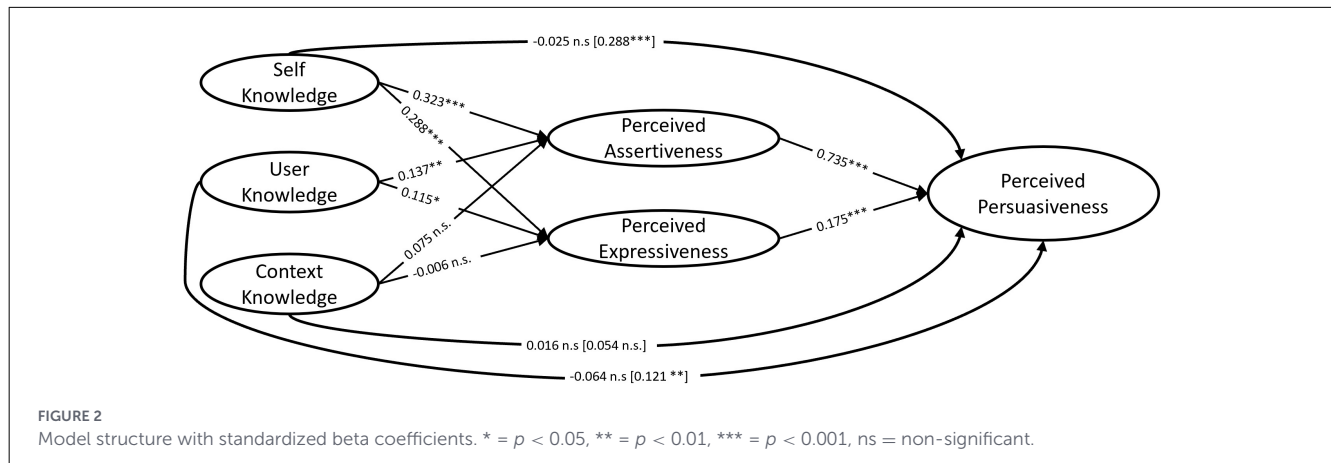 -0.025 n.s [0.288***]
Self
Knowledge
0.323***
0.288***
User
Knowledge
0.137**
0.115*
Context
Knowledge
0.075 n.s.
-0.006 n.s.
Perceived
Assertiveness
0.735***
Perceived
Expressiveness
0.175***
Perceived
Persuasiveness
0.016 n.s [0.054 n.s.]
-0.064 n.s [0.121 **]
FIGURE 2
Model structure with standardized beta coefficients. * = p < 0.05, ** = p < 0.01, *** = p < 0.001, ns = non-significant.